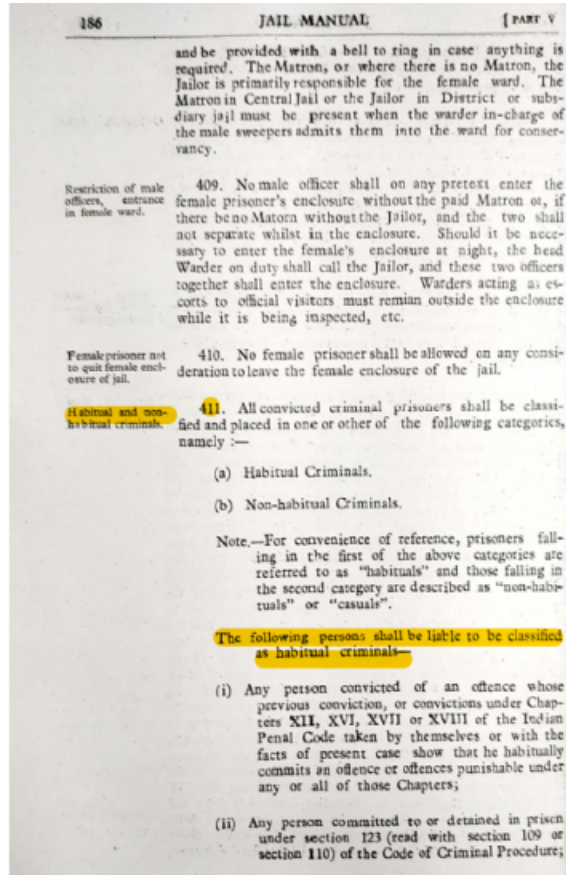 186 JAIL MANUAL [ PART V
and be provided with a bell to ring in case anything is
required. The Matron, or where there is no Matron, the
Jailor is primarily responsible for the female ward. The
Matron in Central Jail or the Jailor in District or subs-
diary jail must be present when the warder in-charge of
the male sweepers admits them into the ward for conser-
vancy.
Restriction of male
officers, entrance
in female ward.
409. No male officer shall on any pretext enter the
female prisoner's enclosure without the paid Matron or, if
there be no Matorn without the Jailor, and the two shall
not separate whilst in the enclosure. Should it be nece-
ssary to enter the female's enclosure at night, the head
Warder on duty shall call the Jailor, and these two officers
together shall enter the enclosure. Warders acting as es-
corts to official visitors must remian outside the enclosure
while it is being inspected, etc.
Female prisoner not
to quit female encl-
osure of jail.
410. No female prisoner shall be allowed on any consi-
deration to leave the female enclosure of the jail.
Habitual and non-
habitual criminals.
411. All convicted criminal prisoners shall be classi-
fied and placed in one or other of the following categories,
namely :—
(a) Habitual Criminals.
(b) Non-habitual Criminals.
Note.—For convenience of reference, prisoners fall-
ing in the first of the above categories are
referred to as "habituals" and those falling in
the second category are described as "non-habi-
tuals" or "casuals".
The following persons shall be liable to be classified
as habitual criminals—
(i) Any person convicted of an offence whose
previous conviction, or convictions under Chap-
ters XII, XVI, XVII or XVIII of the Indian
Penal Code taken by themselves or with the
facts of present case show that he habitually
commits an offence or offences punishable under
any or all of those Chapters;
(ii) Any person committed to or detained in prisen
under section 123 (read with section 109 or
section 110) of the Code of Criminal Procedure;